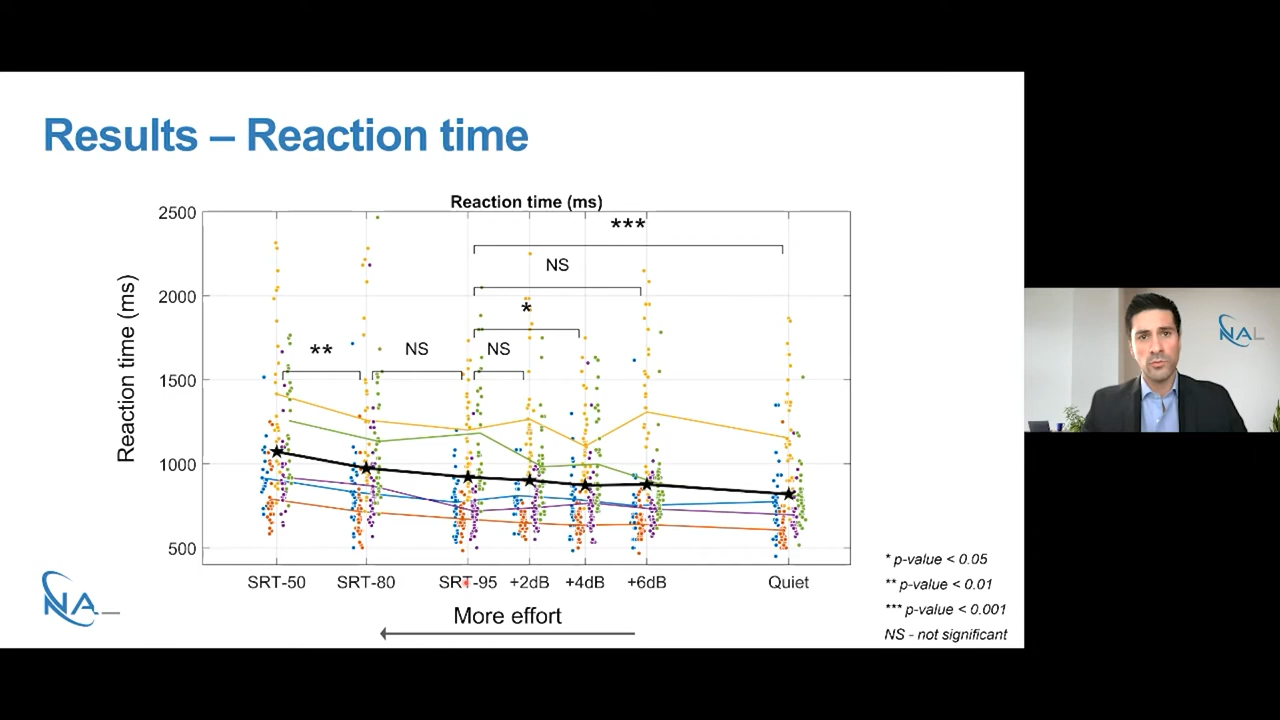 Results – Reaction time
Reaction time (ms)
***
NS
*
** NS NS
Reaction time (ms)
2500
2000
1500
1000
500
SRT-50 SRT-80 SRT-95 +2dB +4dB +6dB Quiet
More effort
* p-value < 0.05
** p-value < 0.01
*** p-value < 0.001
NS - not significant
NAL
NAL